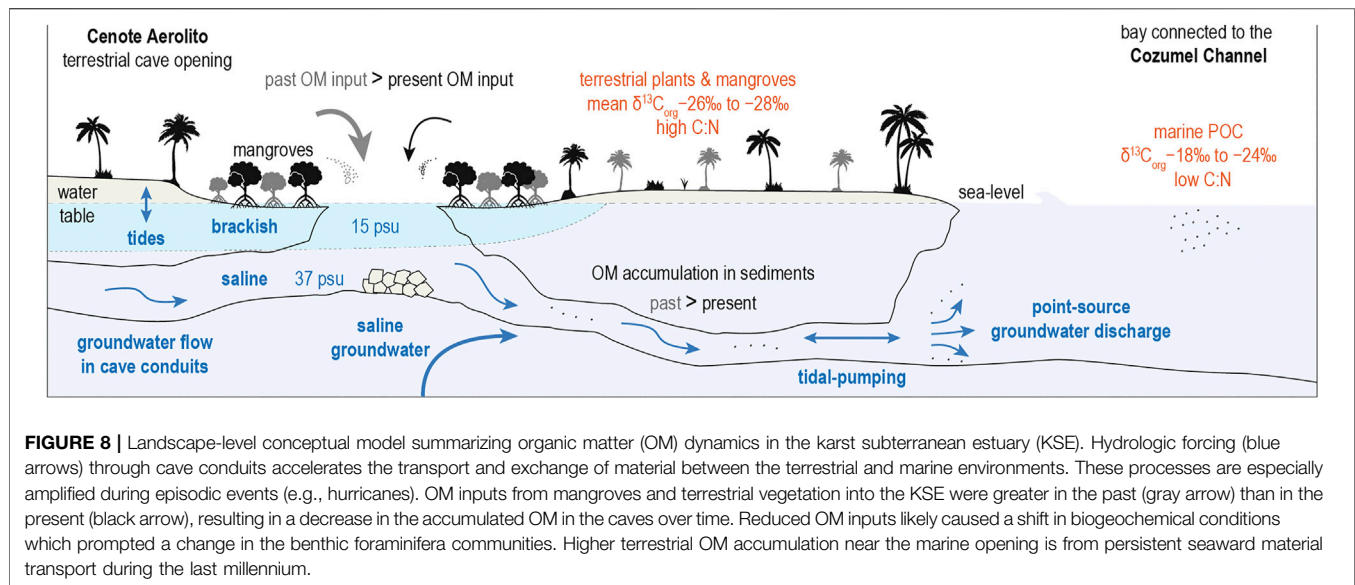 Cenote Aerolito
terrestrial cave opening
bay connected to the
Cozumel Channel
past OM input > present OM input
terrestrial plants & mangroves
mean δ¹³Corg−26‰ to −28‰
high C:N
marine POC
δ¹³Corg−18‰ to −24‰
low C:N
mangroves
water
table
sea-level
tides
brackish
15 psu
saline
37 psu
OM accumulation in sediments
past > present
groundwater flow
in cave conduits
saline
groundwater
point-source
groundwater discharge
tidal-pumping
FIGURE 8 | Landscape-level conceptual model summarizing organic matter (OM) dynamics in the karst subterranean estuary (KSE). Hydrologic forcing (blue
arrows) through cave conduits accelerates the transport and exchange of material between the terrestrial and marine environments. These processes are especially
amplified during episodic events (e.g., hurricanes). OM inputs from mangroves and terrestrial vegetation into the KSE were greater in the past (gray arrow) than in the
present (black arrow), resulting in a decrease in the accumulated OM in the caves over time. Reduced OM inputs likely caused a shift in biogeochemical conditions
which prompted a change in the benthic foraminifera communities. Higher terrestrial OM accumulation near the marine opening is from persistent seaward material
transport during the last millennium.